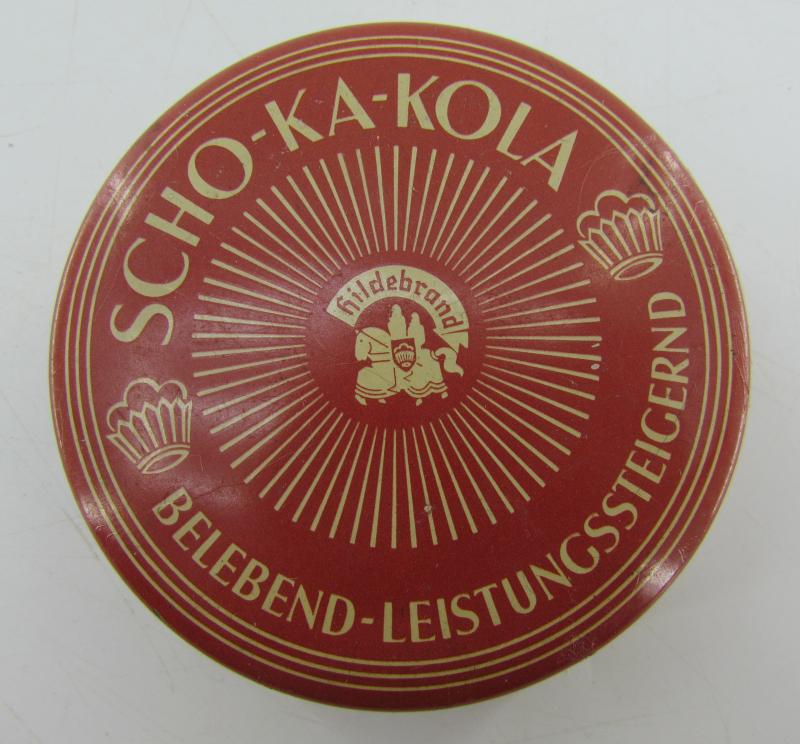 SCHO-KA-KOLA
hildebrand
BELEBEND-LEISTUNGSSTEIGERND